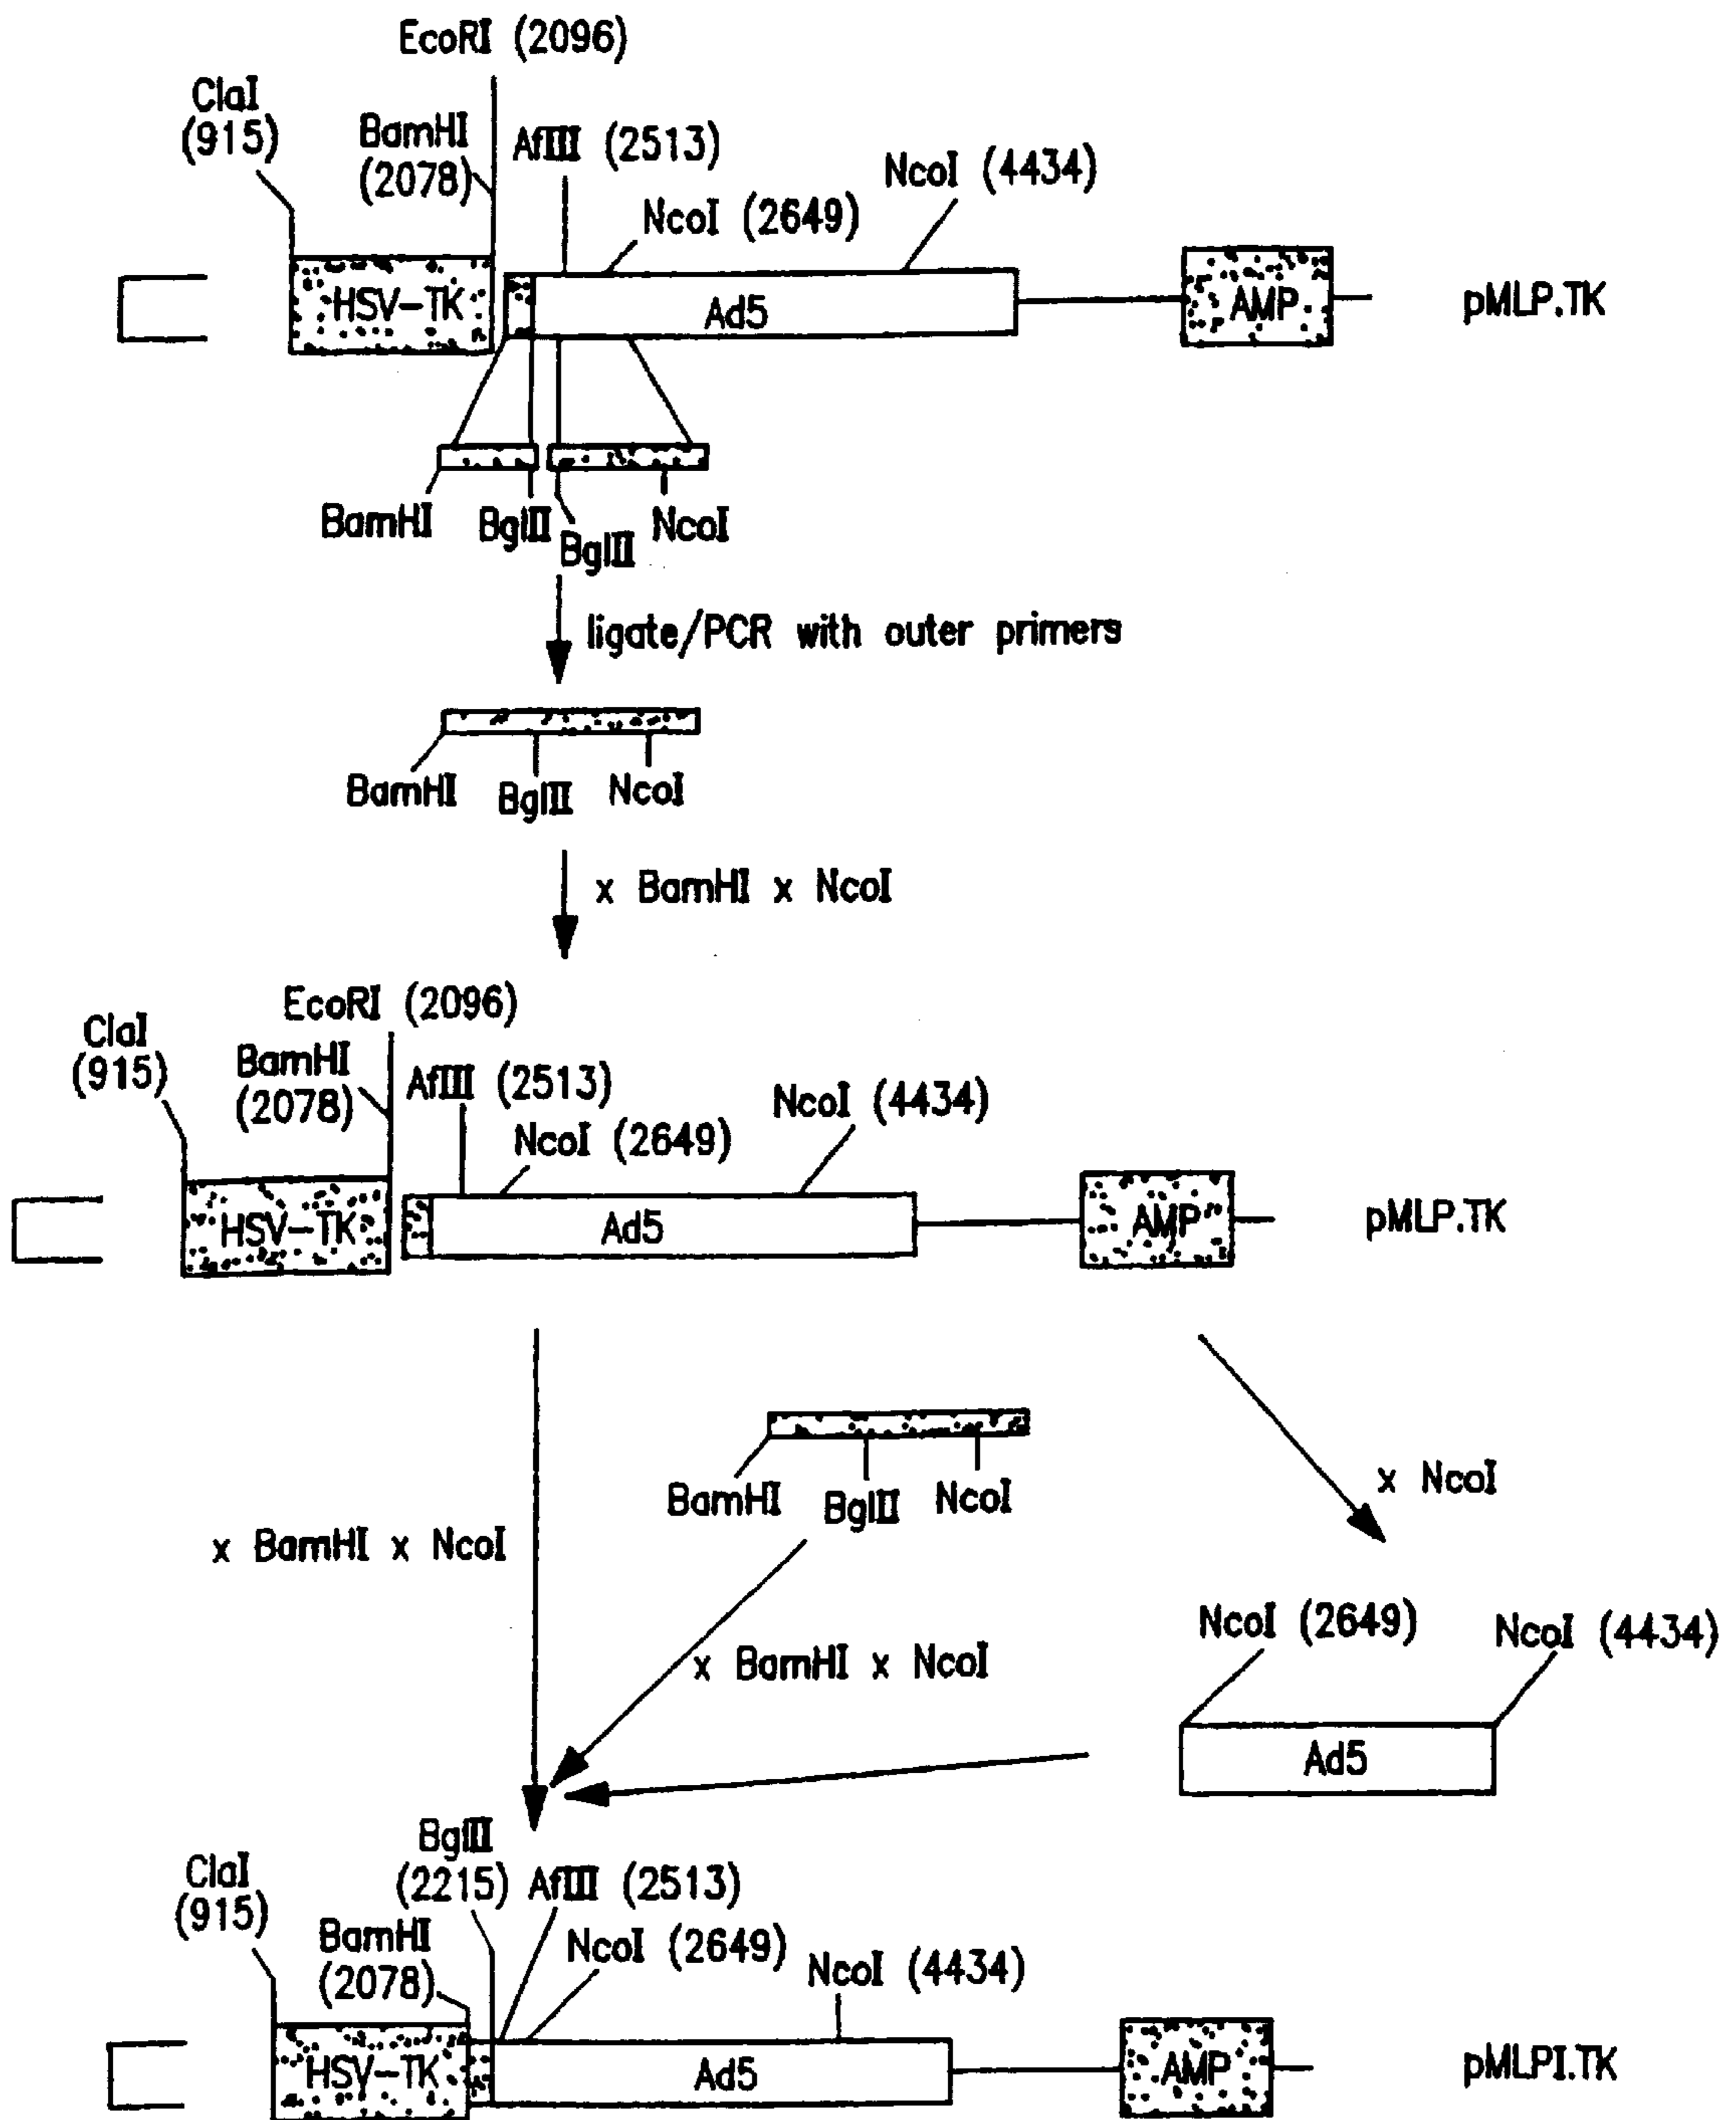 EcoRI (2096)
ClaI
(915)
BamHI
(2078)
AflII (2513)
NcoI (2649)
NcoI (4434)
HSV-TK
Ad5
AMP
pMLP.TK
BamHI
BglII
BglII
NcoI
ligate/PCR with outer primers
BamHI
BglII
NcoI
x BamHI x NcoI
EcoRI (2096)
ClaI
(915)
BamHI
(2078)
AflII (2513)
NcoI (2649)
NcoI (4434)
HSV-TK
Ad5
AMP
pMLP.TK
BamHI
BglII
NcoI
x NcoI
x BamHI x NcoI
x BamHI x NcoI
NcoI (2649)
NcoI (4434)
Ad5
BglII
(2215)
AflII (2513)
ClaI
(915)
BamHI
(2078)
NcoI (2649)
NcoI (4434)
HSV-TK
Ad5
AMP
pMLPI.TK